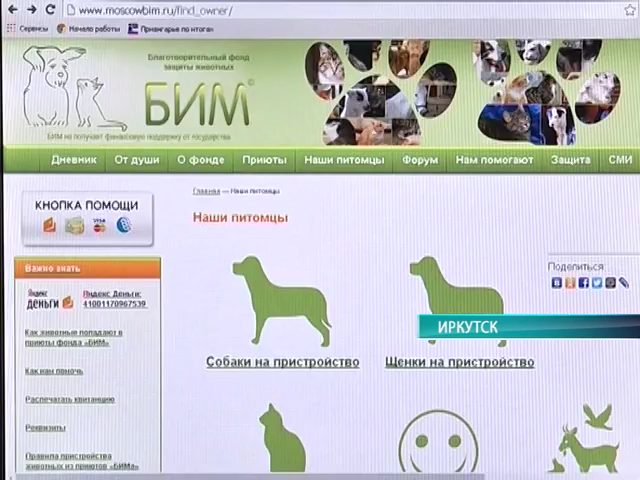 www.moscowbim.ru/find_owner/
Сервисы Начало работы Приангарье по итогам
Благотворительный фонд
защиты животных
БИМ
БИМ не получает финансовую поддержку от государства
Дневник От души О фонде Приюты Наши питомцы Форум Нам помогают Защита СМИ
КНОПКА ПОМОЩИ
VISA
Главная — Наши питомцы
Наши питомцы
Важно знать
Яндекс
деньги
Яндекс.Деньги:
41001170967539
Как животные попадают в
приюты фонда «БИМ»
Как нам помочь
Распечатать квитанцию
Реквизиты
Правила пристройства
животных из приютов «БИМа»
Поделиться:
ИРКУТСК
Собаки на пристройство
Щенки на пристройство